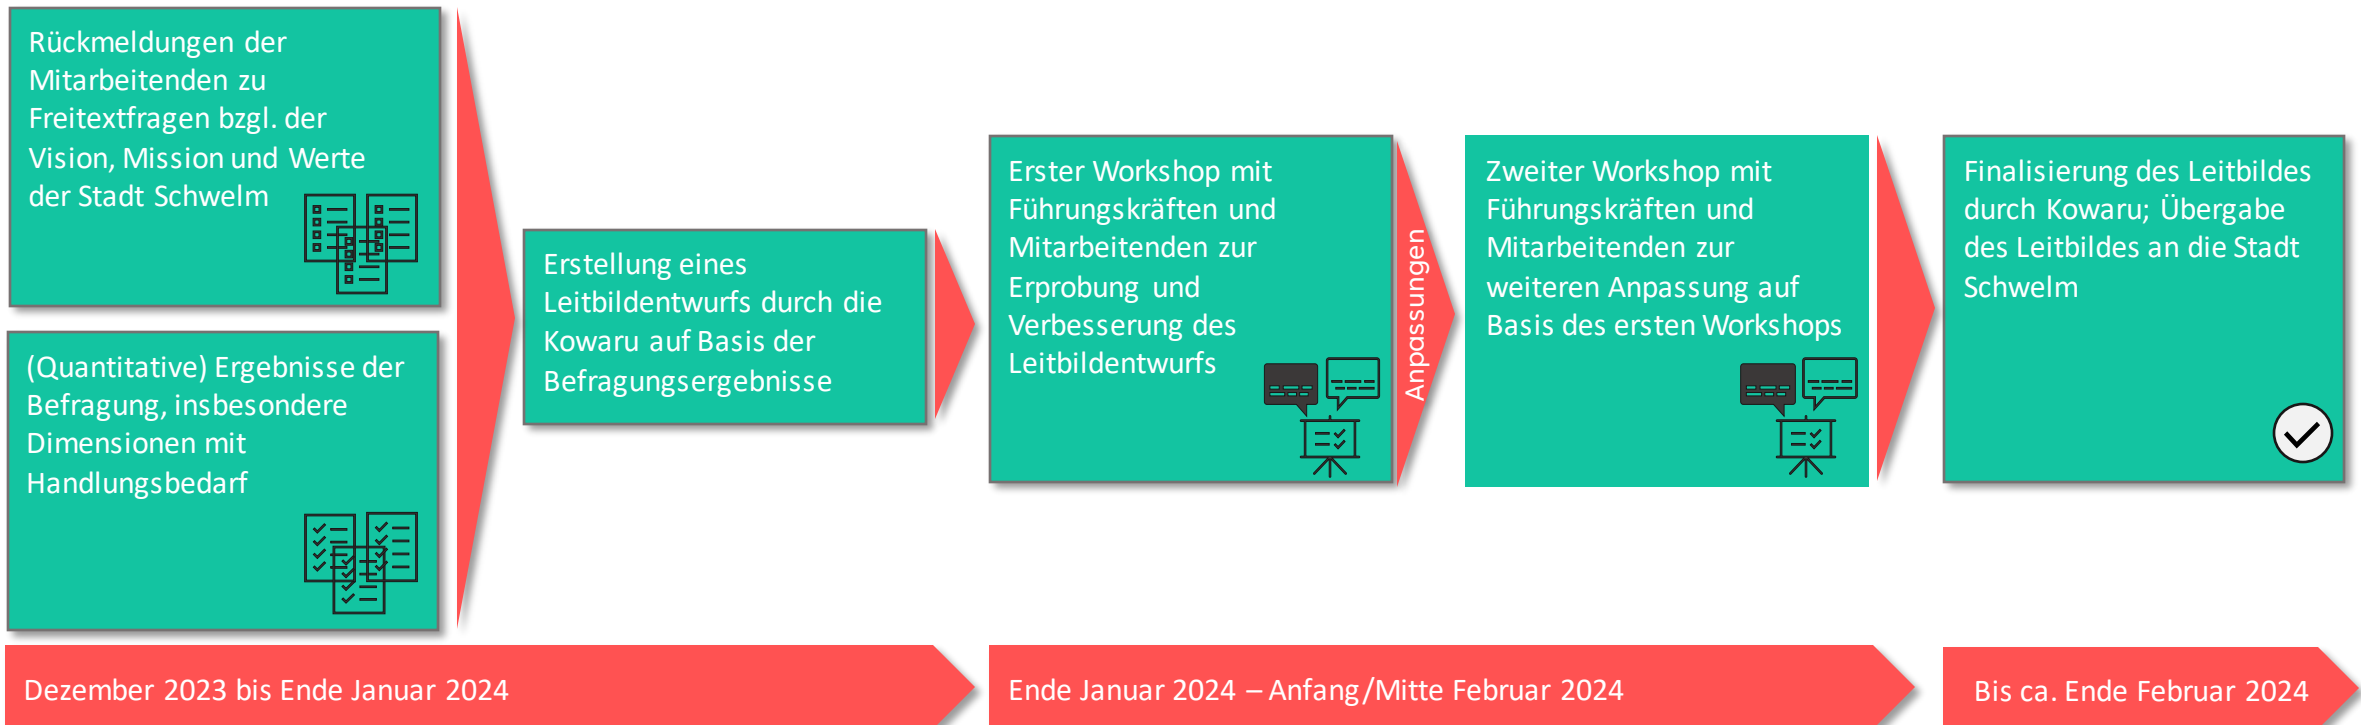 Rückmeldungen der
Mitarbeitenden zu
Freitextfragen bzgl. der
Vision, Mission und Werte
der Stadt Schwelm
(Quantitative) Ergebnisse der
Befragung, insbesondere
Dimensionen mit
Handlungsbedarf
Erstellung eines
Leitbildentwurfs durch die
Kowaru auf Basis der
Befragungsergebnisse
Erster Workshop mit
Führungskräften und
Mitarbeitenden zur
Erprobung und
Verbesserung des
Leitbildentwurfs
Anpassungen
Zweiter Workshop mit
Führungskräften und
Mitarbeitenden zur
weiteren Anpassung auf
Basis des ersten Workshops
Finalisierung des Leitbildes
durch Kowaru; Übergabe
des Leitbildes an die Stadt
Schwelm
Dezember 2023 bis Ende Januar 2024
Ende Januar 2024 – Anfang/Mitte Februar 2024
Bis ca. Ende Februar 2024